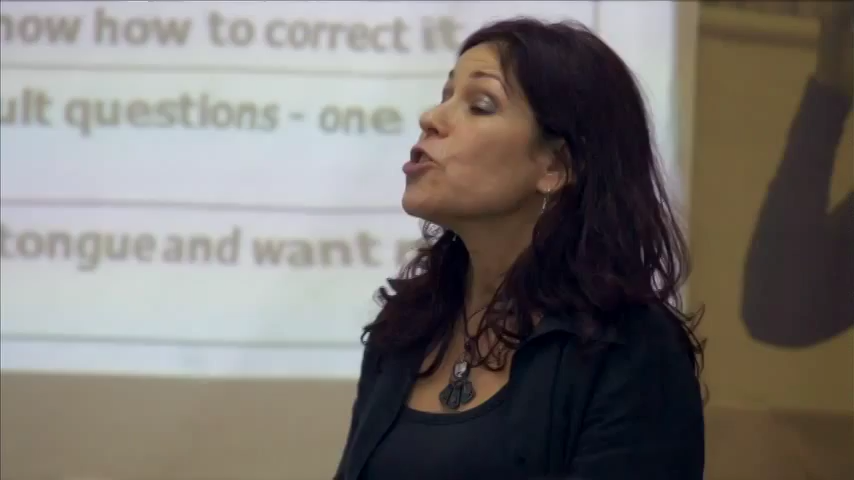 now how to correct it
ult questions - one
tongue and want